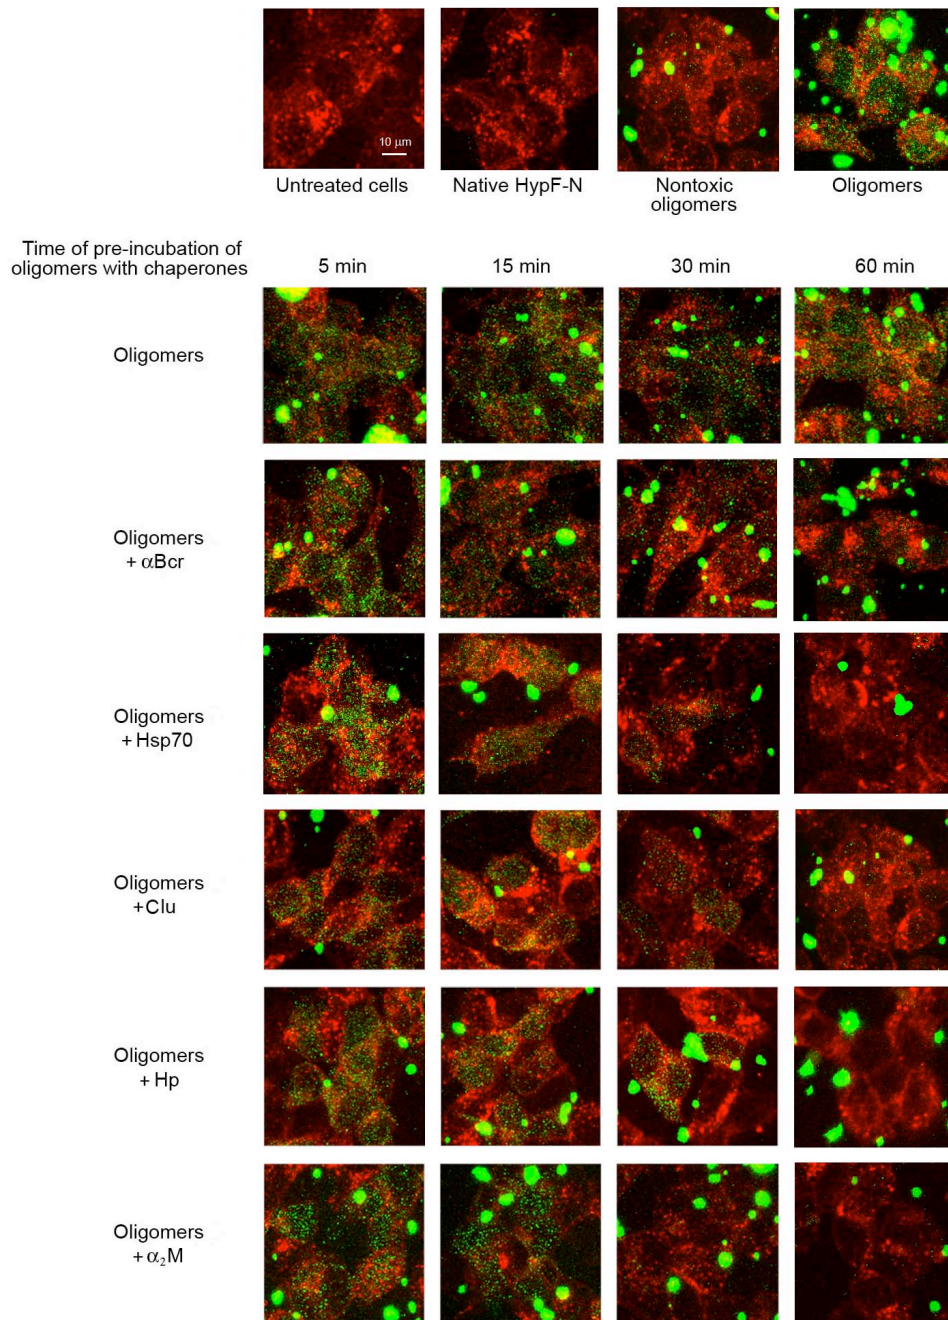 10 μm
Untreated cells
Native HypF-N
Nontoxic
oligomers
Oligomers
Time of pre-incubation of
oligomers with chaperones
5 min
15 min
30 min
60 min
Oligomers
Oligomers
+ αBcr
Oligomers
+ Hsp70
Oligomers
+Clu
Oligomers
+ Hp
Oligomers
+ α₂M